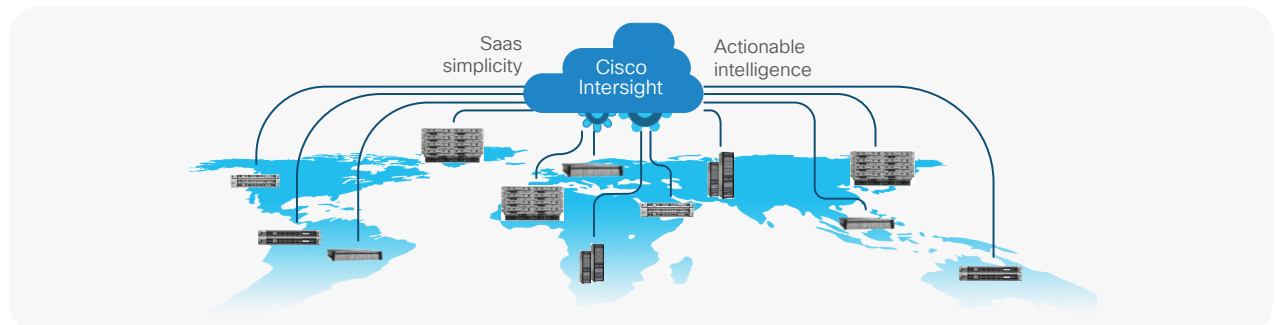 Saas
simplicity
Cisco
Intersight
Actionable
intelligence